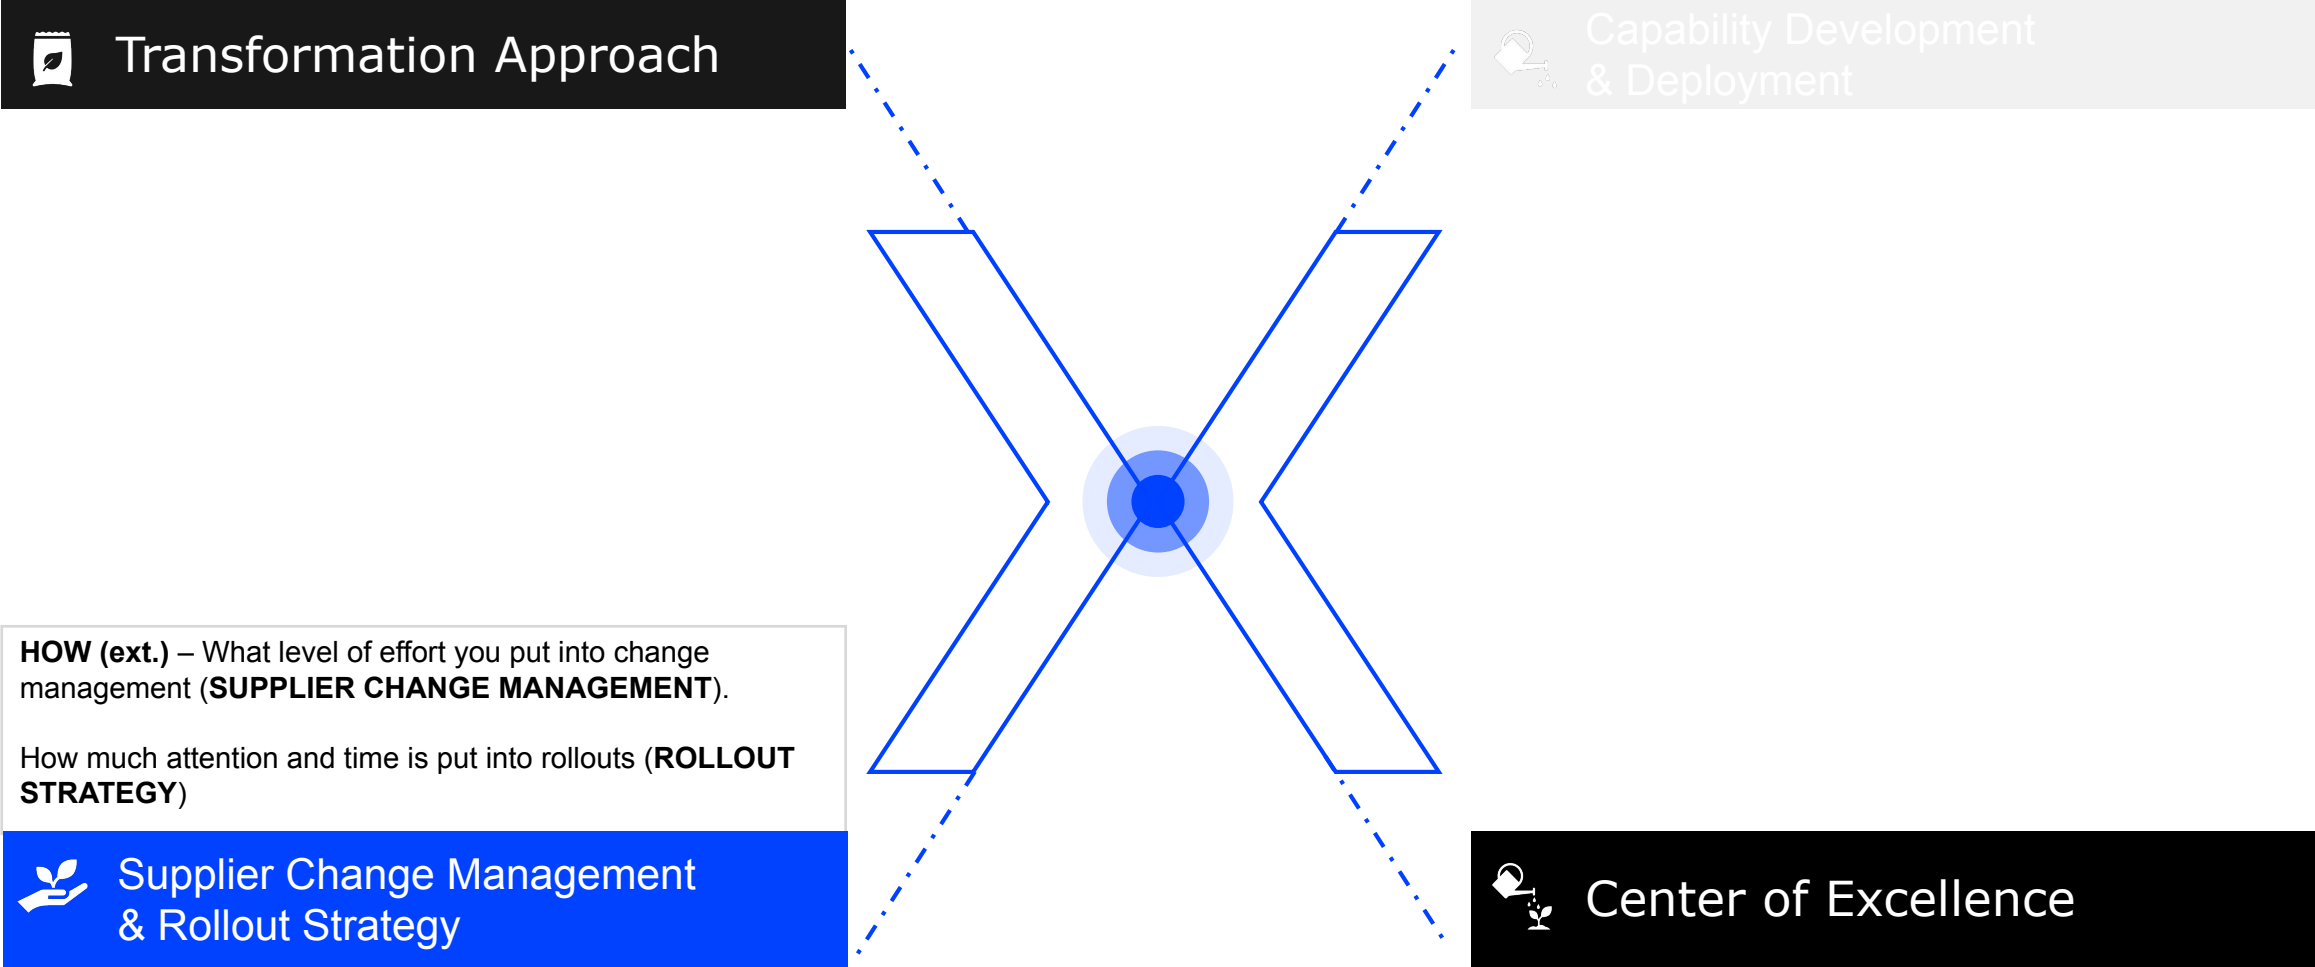 Transformation Approach
Capability Development
& Deployment
HOW (ext.) – What level of effort you put into change
management (SUPPLIER CHANGE MANAGEMENT).
How much attention and time is put into rollouts (ROLLOUT
STRATEGY)
Supplier Change Management
& Rollout Strategy
Center of Excellence